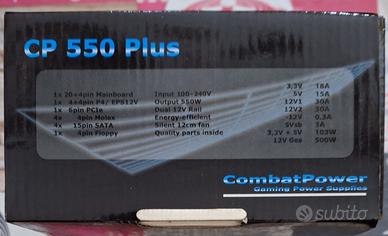 CP 550 Plus
1x 20+4pin Mainboard Input 100-240V 3,3V 18A
1x 4+4pin P4/ EPS12V Output 550W 5V 15A
1x 6pin PCIe Dual 12V Rail 12V1 30A
4x 4pin Molex Energy-efficient 12V2 30A
4x 15pin SATA Silent 12cm fan -12V 0,3A
1x 4pin Floppy Quality parts inside 5Vsb 3A
3,3V + 5V 103W
12V Ges 500W
CombatPower
Gaming Power Supplies
subito